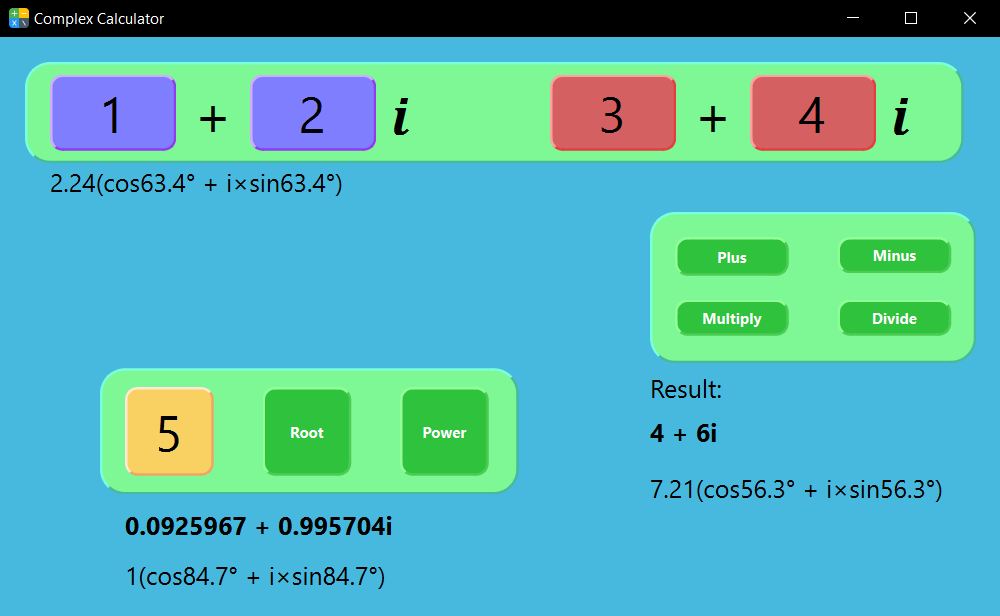 Complex Calculator
1 + 2 i 3 + 4 i
2.24(cos63.4° + i×sin63.4°)
Plus Minus
Multiply Divide
Result:
4 + 6i
7.21(cos56.3° + i×sin56.3°)
5 Root Power
0.0925967 + 0.995704i
1(cos84.7° + i×sin84.7°)